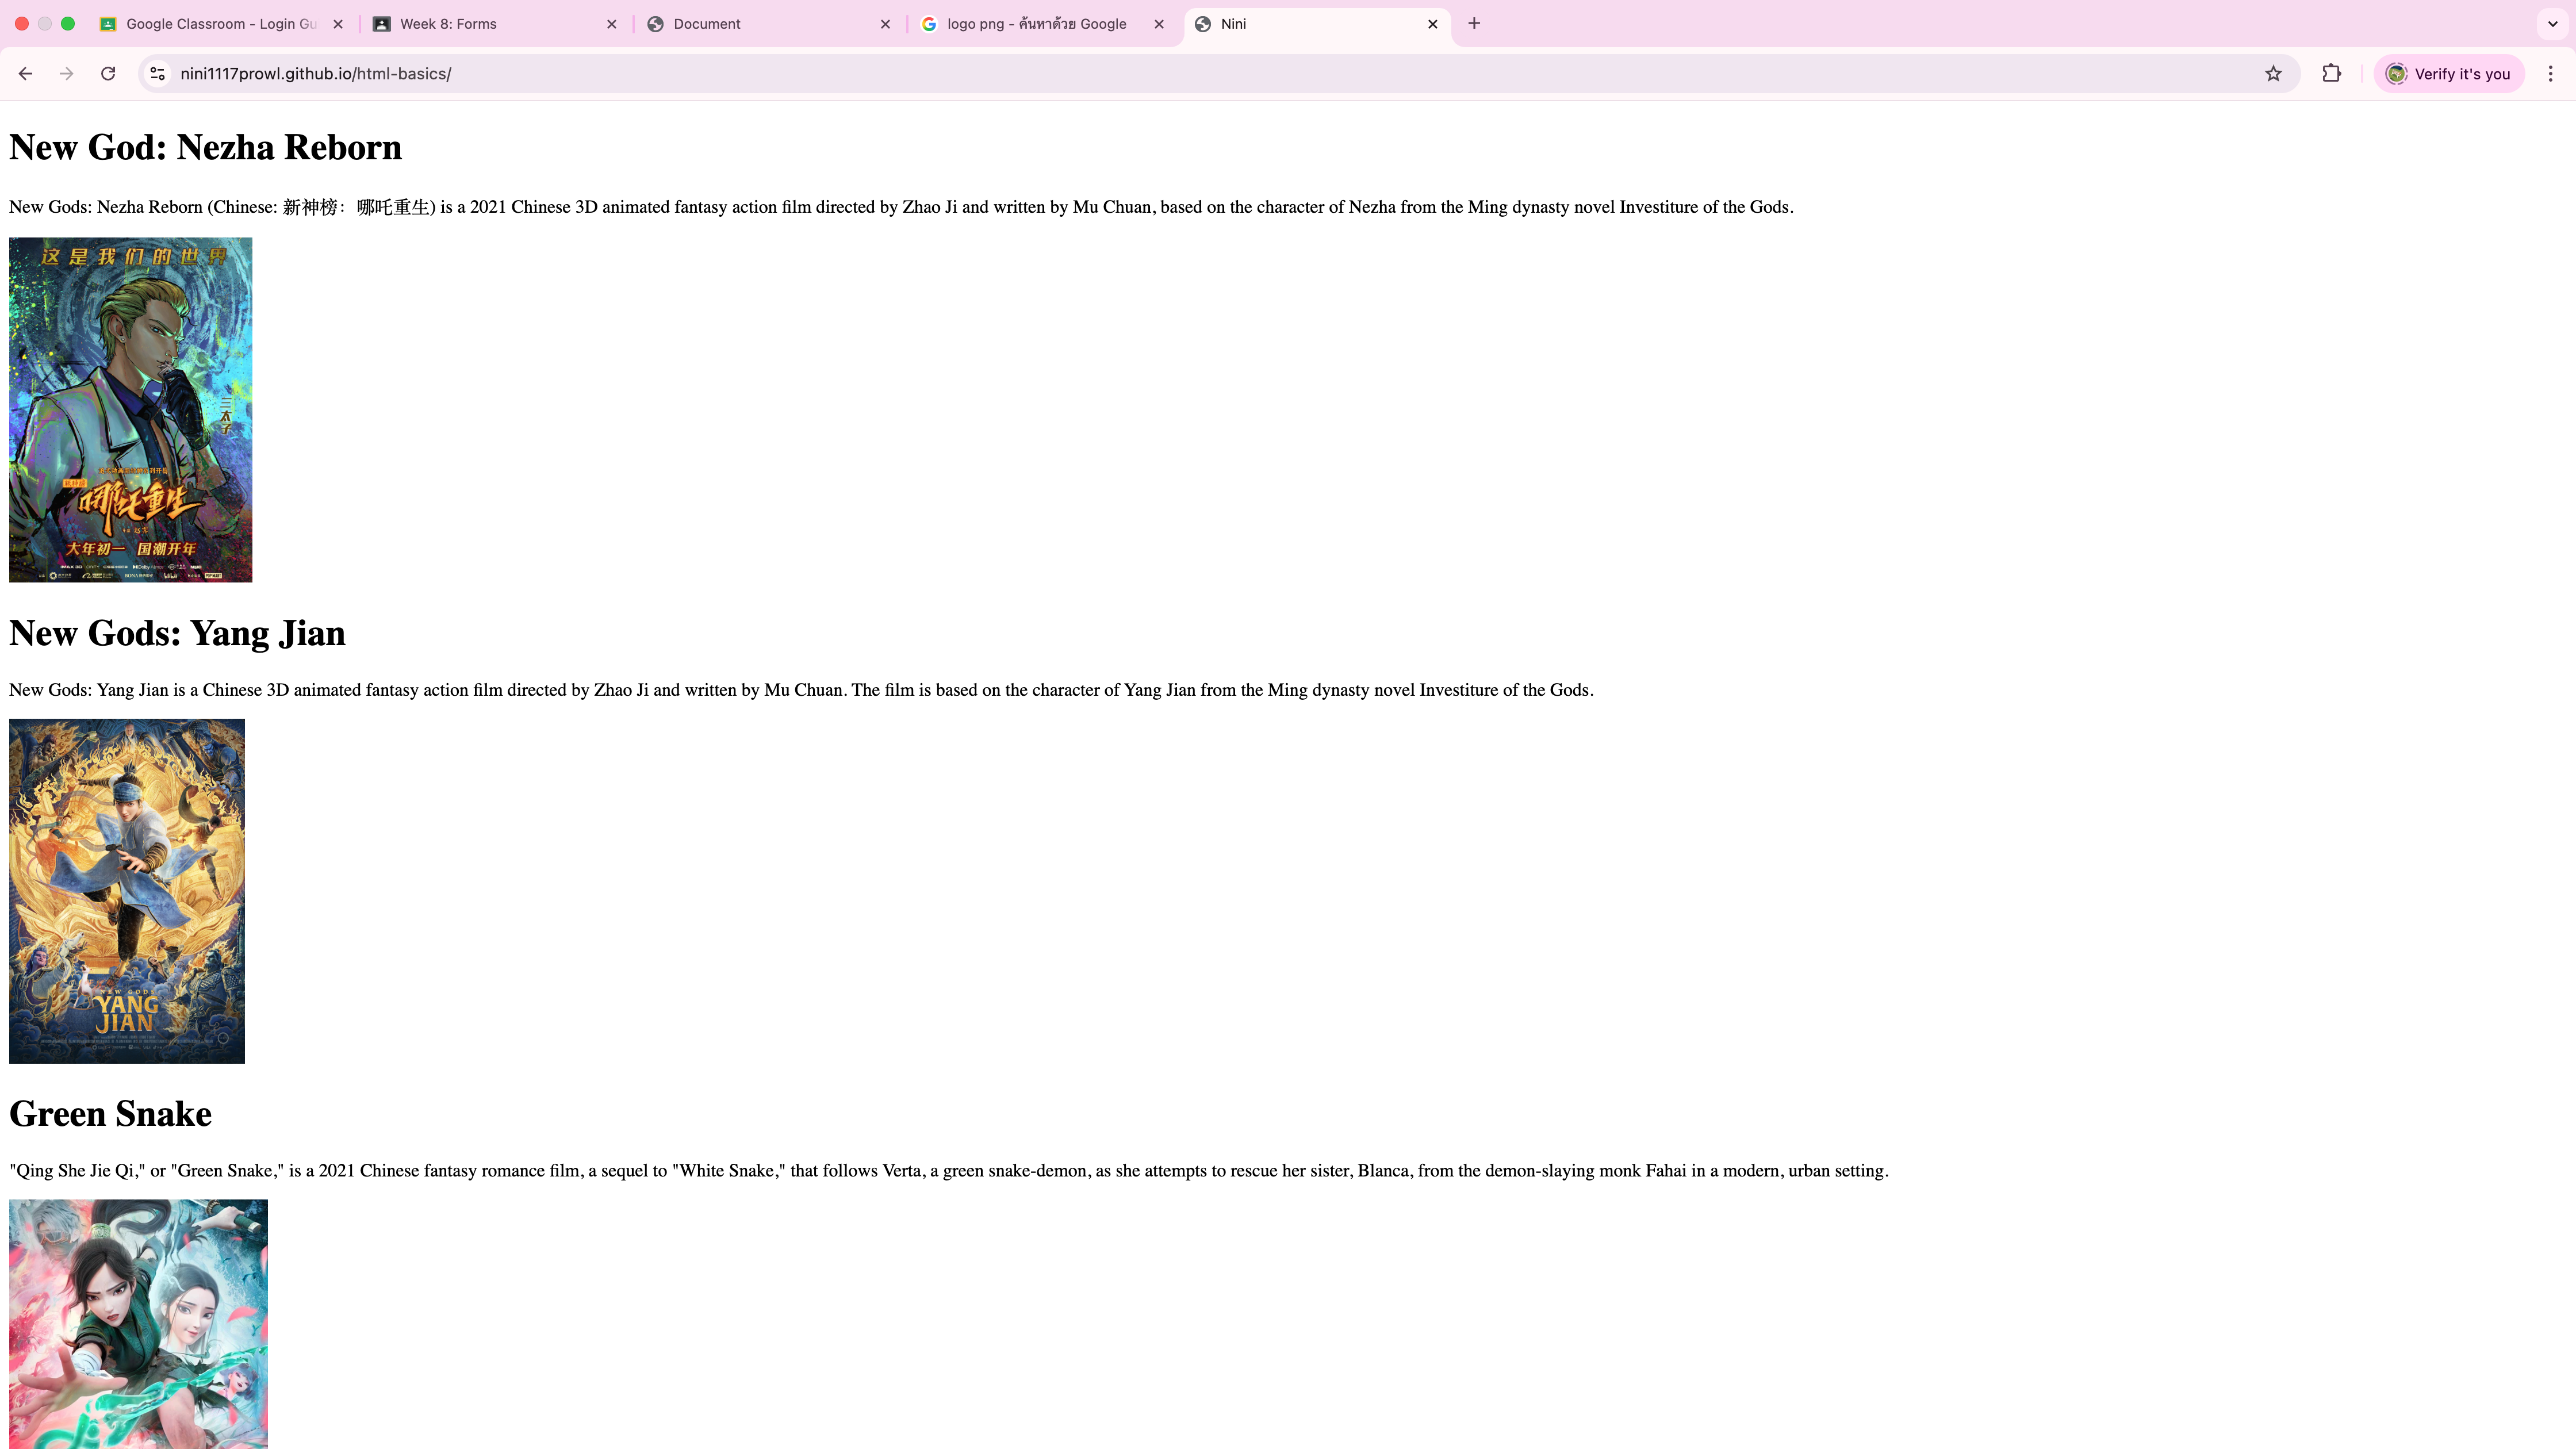 Google Classroom - Login Gu
Week 8: Forms
Document
logo png - ค้นหาด้วย Google
Nini
nini1117prowl.github.io/html-basics/
Verify it's you
New God: Nezha Reborn
New Gods: Nezha Reborn (Chinese: 新神榜：哪吒重生) is a 2021 Chinese 3D animated fantasy action film directed by Zhao Ji and written by Mu Chuan, based on the character of Nezha from the Ming dynasty novel Investiture of the Gods.
这是我们的世界
三太子
哪吒重生
大年初一 国潮开年
New Gods: Yang Jian
New Gods: Yang Jian is a Chinese 3D animated fantasy action film directed by Zhao Ji and written by Mu Chuan. The film is based on the character of Yang Jian from the Ming dynasty novel Investiture of the Gods.
NEW GODS
YANG
JIAN
Green Snake
"Qing She Jie Qi," or "Green Snake," is a 2021 Chinese fantasy romance film, a sequel to "White Snake," that follows Verta, a green snake-demon, as she attempts to rescue her sister, Blanca, from the demon-slaying monk Fahai in a modern, urban setting.